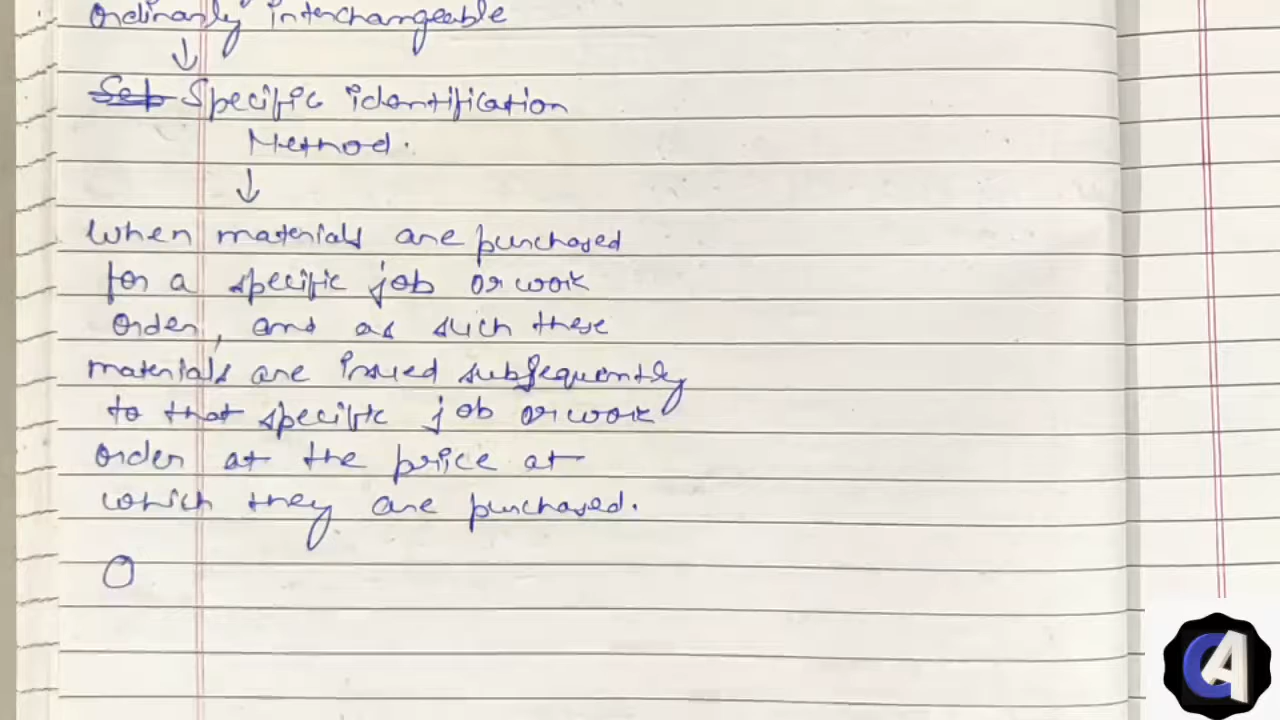 Ordinarily interchangeable
↓
Specific identification
Method.
↓
When materials are purchased
for a specific job or work
order, and as such these
materials are issued subsequently
to that specific job or work
order at the price at
which they are purchased.
O
CA